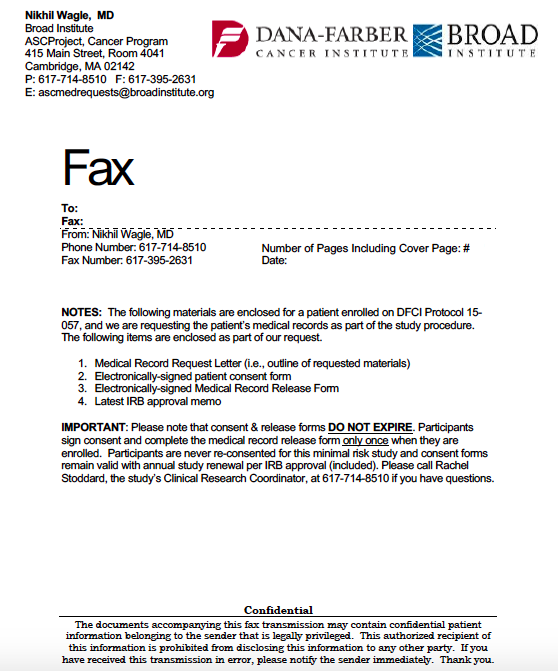 Nikhil Wagle, MD
Broad Institute
ASCProject, Cancer Program
415 Main Street, Room 4041
Cambridge, MA 02142
P: 617-714-8510 F: 617-395-2631
E: ascmedrequests@broadinstitute.org
DANA-FARBER
CANCER INSTITUTE
BROAD
INSTITUTE
Fax
To:
Fax:
From: Nikhil Wagle, MD
Phone Number: 617-714-8510
Fax Number: 617-395-2631
Number of Pages Including Cover Page: #
Date:
NOTES: The following materials are enclosed for a patient enrolled on DFCI Protocol 15-
057, and we are requesting the patient's medical records as part of the study procedure.
The following items are enclosed as part of our request.
1. Medical Record Request Letter (i.e., outline of requested materials)
2. Electronically-signed patient consent form
3. Electronically-signed Medical Record Release Form
4. Latest IRB approval memo
IMPORTANT: Please note that consent & release forms DO NOT EXPIRE. Participants
sign consent and complete the medical record release form only once when they are
enrolled. Participants are never re-consented for this minimal risk study and consent forms
remain valid with annual study renewal per IRB approval (included). Please call Rachel
Stoddard, the study's Clinical Research Coordinator, at 617-714-8510 if you have questions.
Confidential
The documents accompanying this fax transmission may contain confidential patient
information belonging to the sender that is legally privileged. This authorized recipient of
this information is prohibited from disclosing this information to any other party. If you
have received this transmission in error, please notify the sender immediately. Thank you.